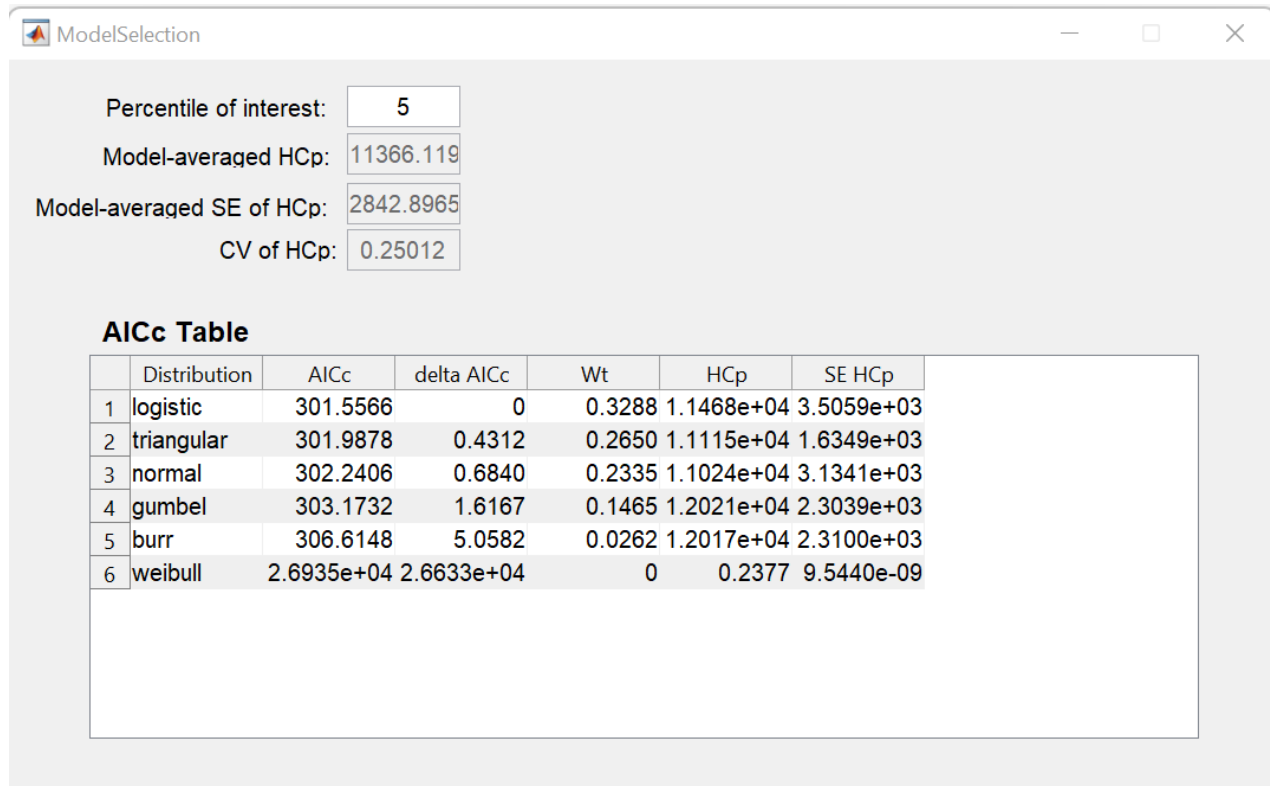 ModelSelection
Percentile of interest: 5
Model-averaged HCp: 11366.119
Model-averaged SE of HCp: 2842.8965
CV of HCp: 0.25012
AICc Table
Distribution AICc delta AICc Wt HCp SE HCp
1 logistic 301.5566 0 0.3288 1.1468e+04 3.5059e+03
2 triangular 301.9878 0.4312 0.2650 1.1115e+04 1.6349e+03
3 normal 302.2406 0.6840 0.2335 1.1024e+04 3.1341e+03
4 gumbel 303.1732 1.6167 0.1465 1.2021e+04 2.3039e+03
5 burr 306.6148 5.0582 0.0262 1.2017e+04 2.3100e+03
6 weibull 2.6935e+04 2.6633e+04 0 0.2377 9.5440e-09